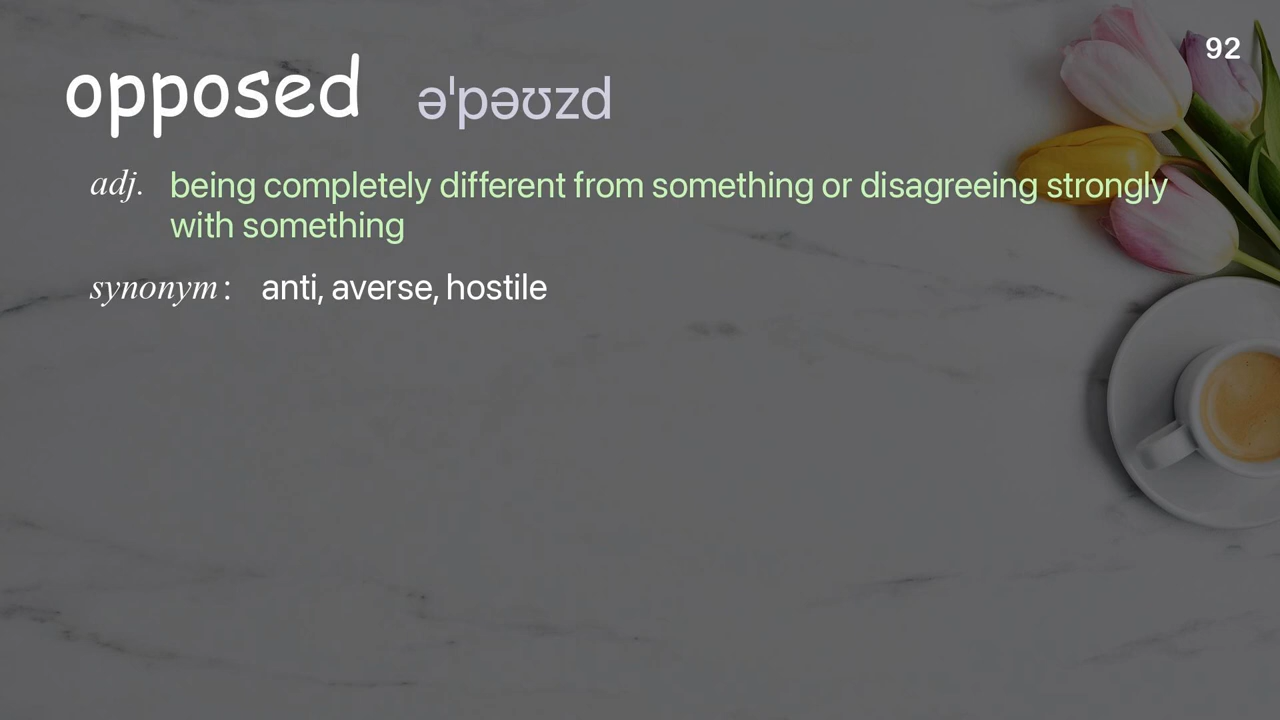 92
opposed əˈpəʊzd
adj. being completely different from something or disagreeing strongly
with something
synonym : anti, averse, hostile